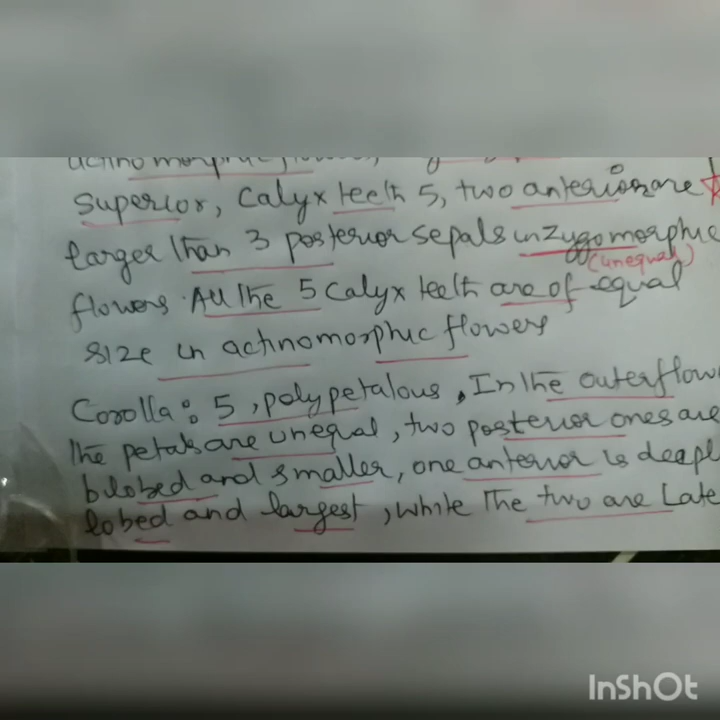 superior, Calyx teeth 5, two anterior are
larger than 3 posterior sepals in zygomorphic
(unequal)
flowers. All the 5 Calyx teeth are of equal
size in actinomorphic flowers
Corolla: 5, polypetalous, In the outer flow
the petals are unequal, two posterior ones are
bilobed and smaller, one anterior is deepl
lobed and largest, while the two are Late
InShOt